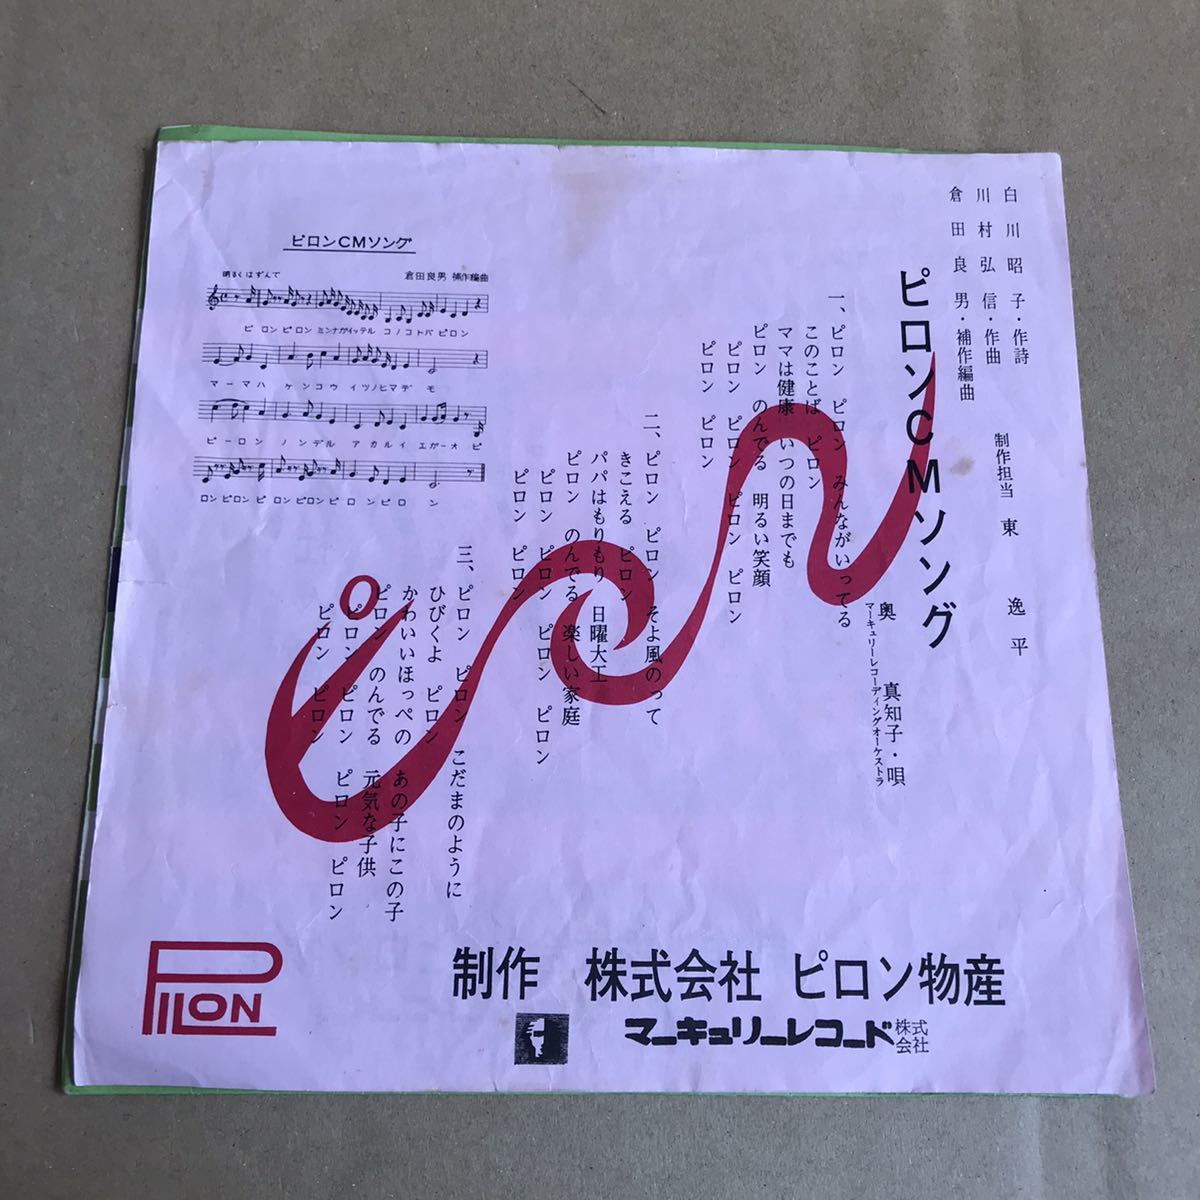 白川昭子・作詩
川村弘信・作曲
倉田良男・補作編曲
制作担当 東 逸平
ピロンCMソング
奥 真知子・唄
マーキュリーレコーディングオーケストラ
一、ピロン ピロン みんながいってる
このことば ピロン
ママは健康 いつの日までも
ピロン のんでる 明るい笑顔
ピロン ピロン ピロン ピロン
ピロン ピロン
二、ピロン ピロン そよ風のって
きこえる ピロン
パパはもりもり 日曜大工
ピロン のんでる 楽しい家庭
ピロン ピロン ピロン ピロン
ピロン ピロン
三、ピロン ピロン こだまのように
ひびくよ ピロン
かわいいほっぺの あの子にこの子
ピロン のんでる 元気な子供
ピロン ピロン ピロン ピロン
ピロン ピロン
ピロンCMソング
明るくはずんで
倉田良男 補作編曲
ピ ロン ピロン ミンナガイッテル コノコトバ ピロン
マーマハ ケンコウ イツノヒマデ モ
ピーロン ノンデル アカルイ エガーオ ピ
ロン ピロン ピ ロン ピロン ピ ロン ピロ ン
PILON
制作 株式会社 ピロン物産
マーキュリーレコード株式会社